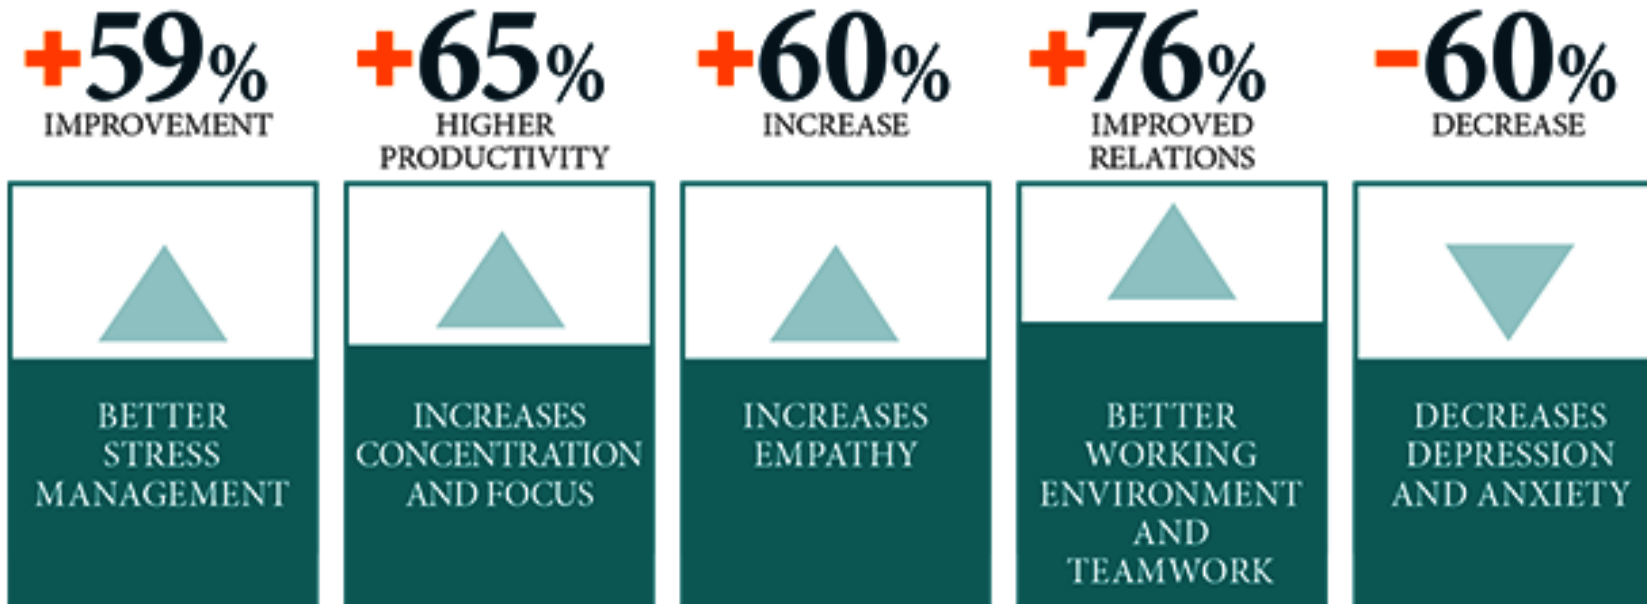 +59%
IMPROVEMENT
BETTER
STRESS
MANAGEMENT
+65%
HIGHER
PRODUCTIVITY
INCREASES
CONCENTRATION
AND FOCUS
+60%
INCREASE
INCREASES
EMPATHY
+76%
IMPROVED
RELATIONS
BETTER
WORKING
ENVIRONMENT
AND
TEAMWORK
-60%
DECREASE
DECREASES
DEPRESSION
AND ANXIETY